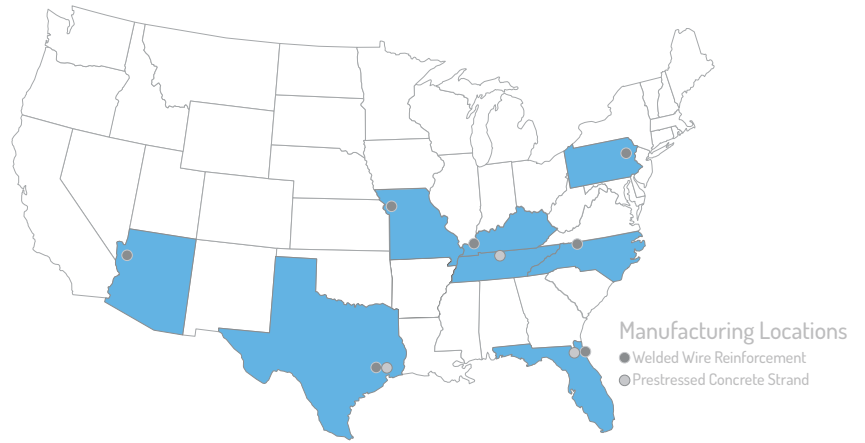 Manufacturing Locations
Welded Wire Reinforcement
Prestressed Concrete Strand